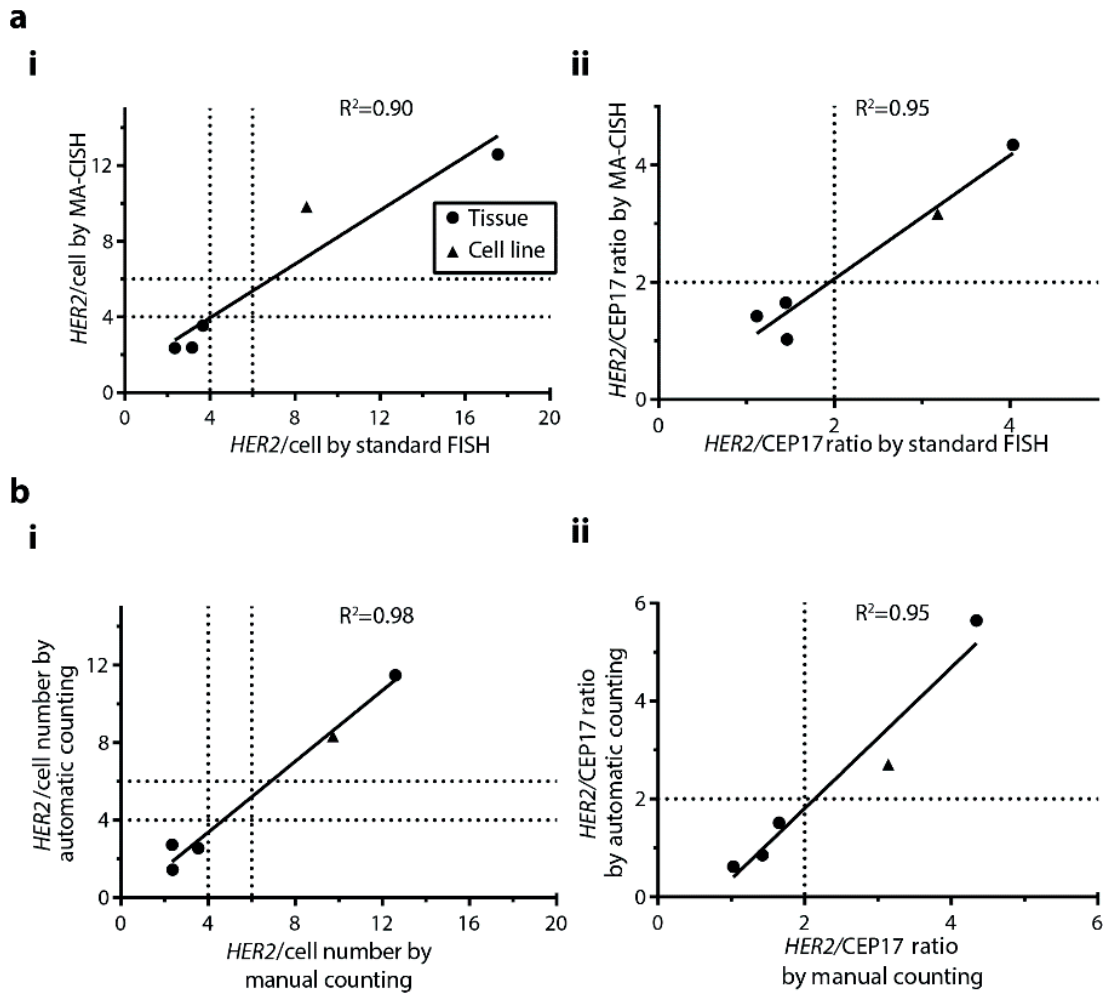 a
i
R²=0.90
HER2/cell by MA-CISH
12
8
4
0
Tissue
Cell line
0 4 8 12 16 20
HER2/cell by standard FISH
ii
R²=0.95
HER2/CEP17 ratio by MA-CISH
4
2
0
0 2 4
HER2/CEP17 ratio by standard FISH
b
i
R²=0.98
HER2/cell number by
automatic counting
12
8
4
0
0 4 8 12 16 20
HER2/cell number by
manual counting
ii
R²=0.95
HER2/CEP17 ratio
by automatic counting
6
4
2
0
0 2 4 6
HER2/CEP17 ratio
by manual counting